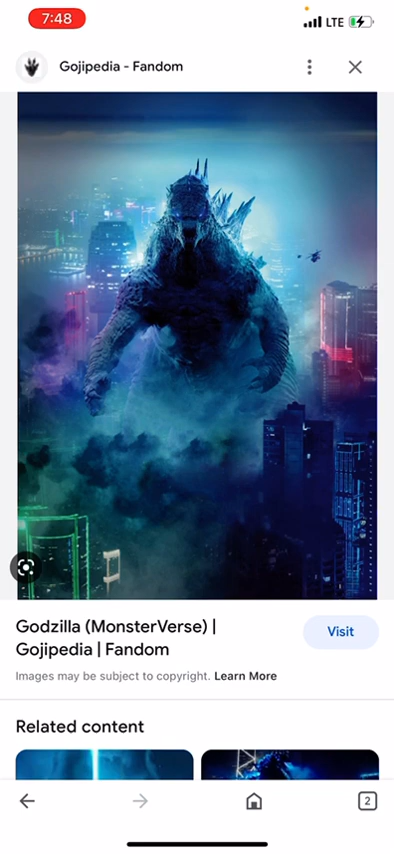 7:48
LTE
Gojipedia - Fandom
Godzilla (MonsterVerse) |
Gojipedia | Fandom
Visit
Images may be subject to copyright. Learn More
Related content
2